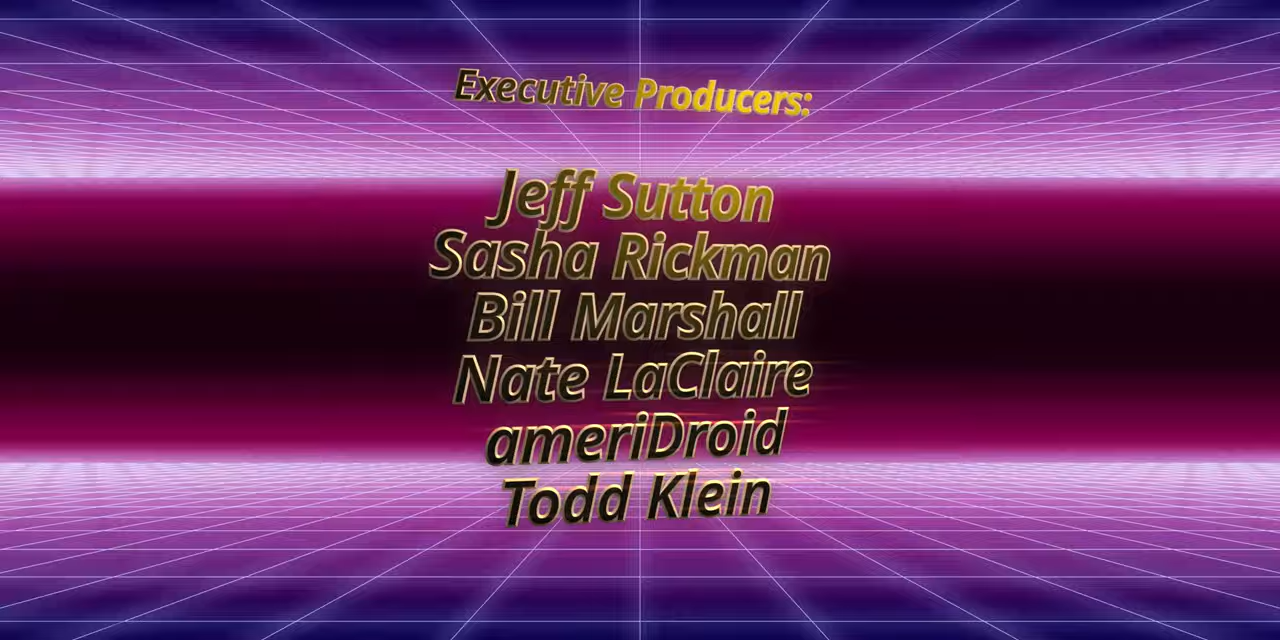 Executive Producers:
Jeff Sutton
Sasha Rickman
Bill Marshall
Nate LaClaire
ameriDroid
Todd Klein